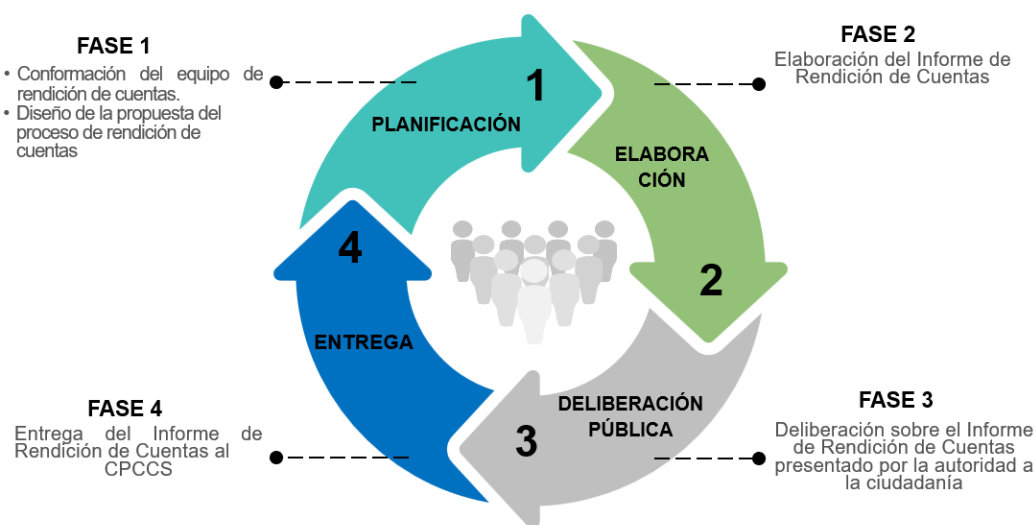 FASE 1
• Conformación del equipo de
rendición de cuentas.
• Diseño de la propuesta del
proceso de rendición de
cuentas
1
PLANIFICACIÓN
FASE 2
Elaboración del Informe de
Rendición de Cuentas
ELABORA
CIÓN
2
FASE 3
Deliberación sobre el Informe
de Rendición de Cuentas
presentado por la autoridad a
la ciudadanía
DELIBERACIÓN
PÚBLICA
3
FASE 4
Entrega del Informe de
Rendición de Cuentas al
CPCCS
4
ENTREGA